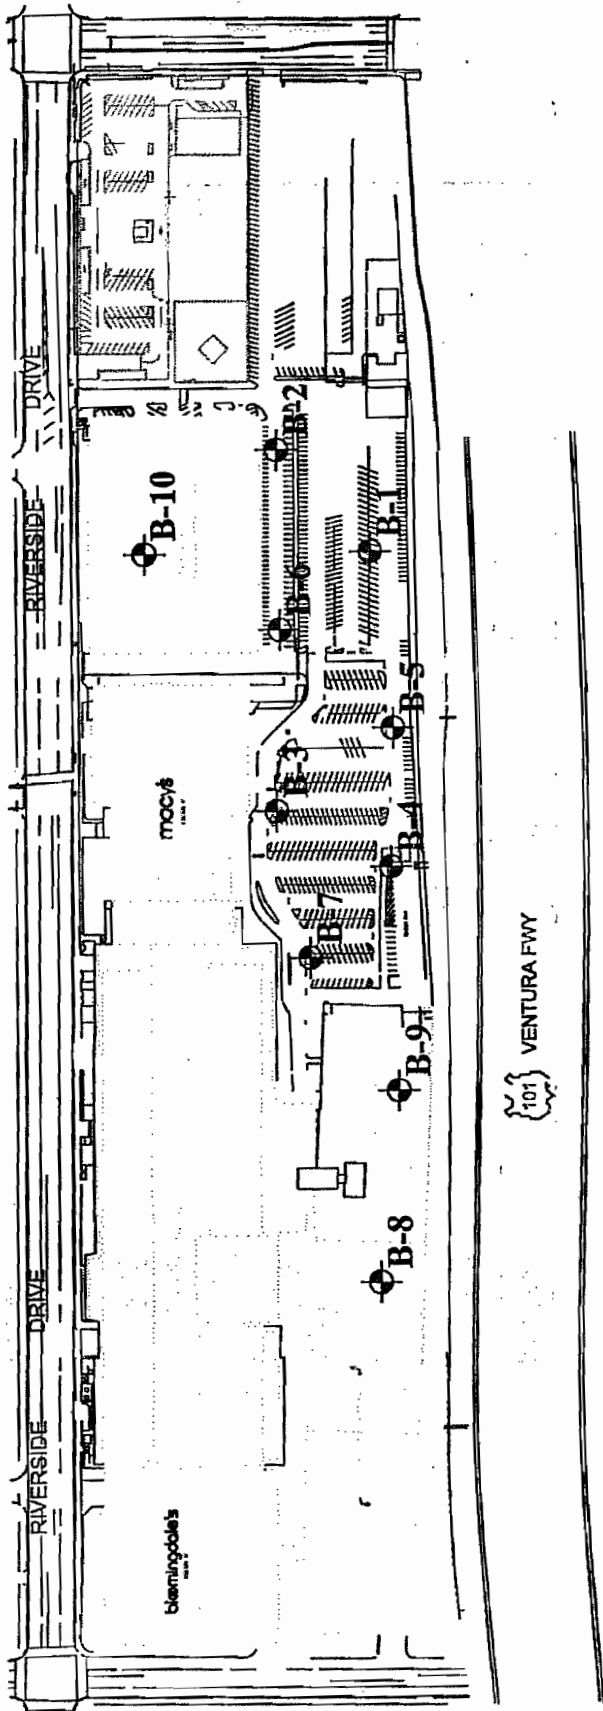 RIVERSIDE DRIVE
RIVERSIDE DRIVE
bloomingdale's
macy's
B-10
B-2
B-6
B-1
B-3
B-5
B-4
B-7
B-9
B-8
101 VENTURA FWY